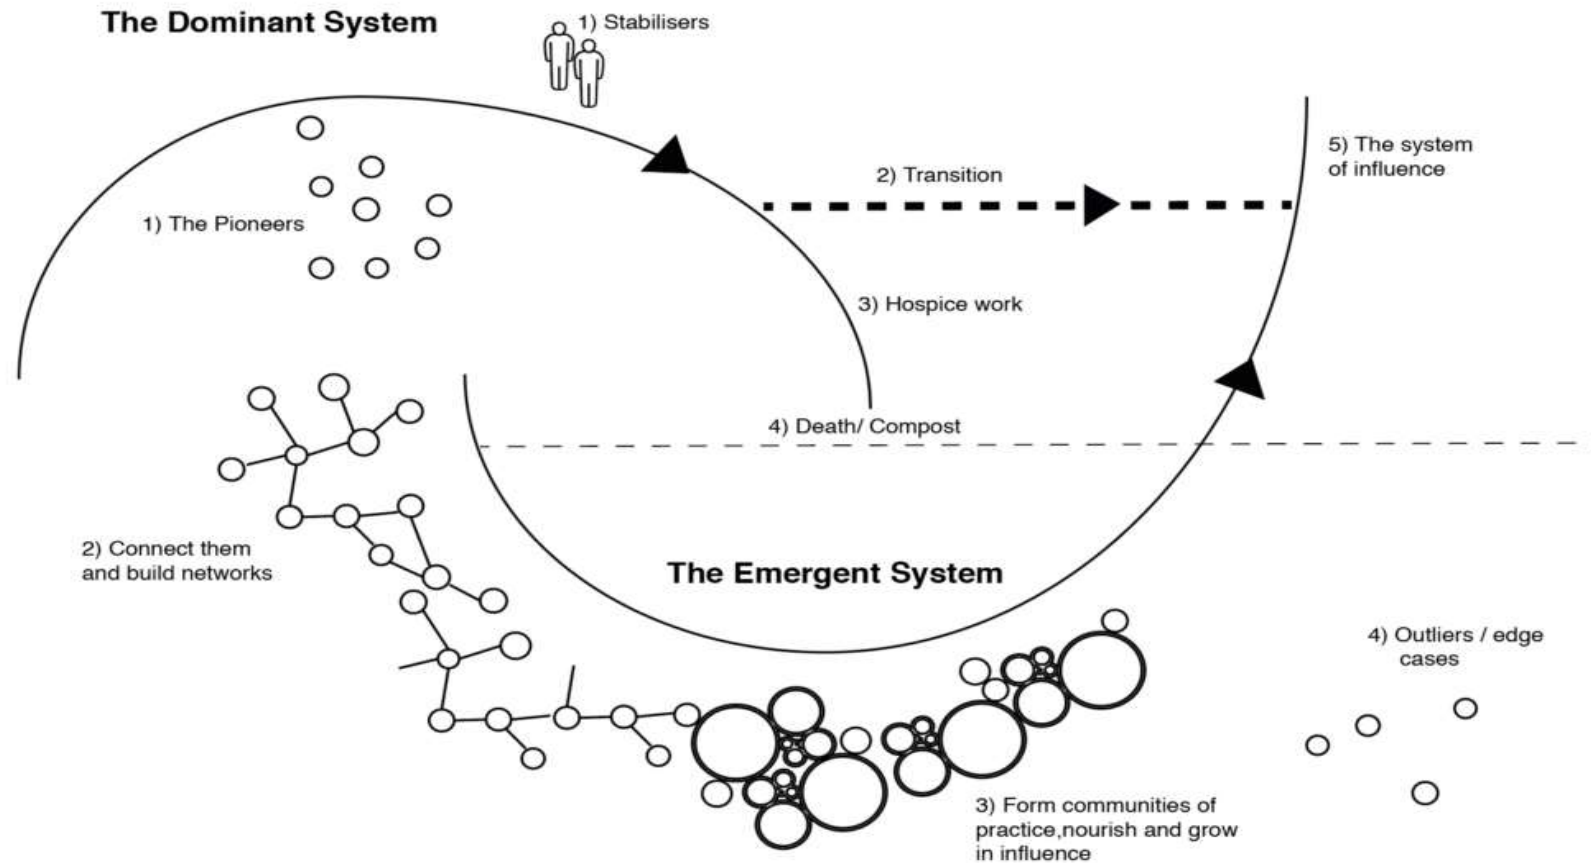 The Dominant System
1) Stabilisers
1) The Pioneers
2) Transition
5) The system
of influence
3) Hospice work
4) Death/ Compost
2) Connect them
and build networks
The Emergent System
4) Outliers / edge
cases
3) Form communities of
practice,nourish and grow
in influence